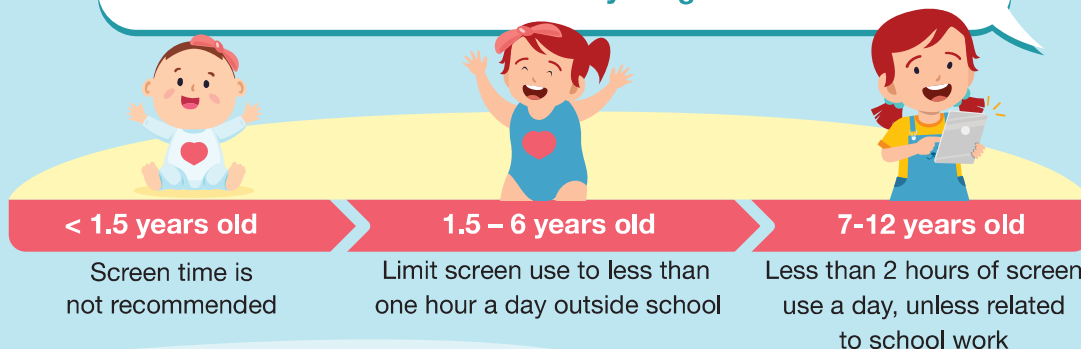 < 1.5 years old
1.5 – 6 years old
7-12 years old
Screen time is
not recommended
Limit screen use to less than
one hour a day outside school
Less than 2 hours of screen
use a day, unless related
to school work